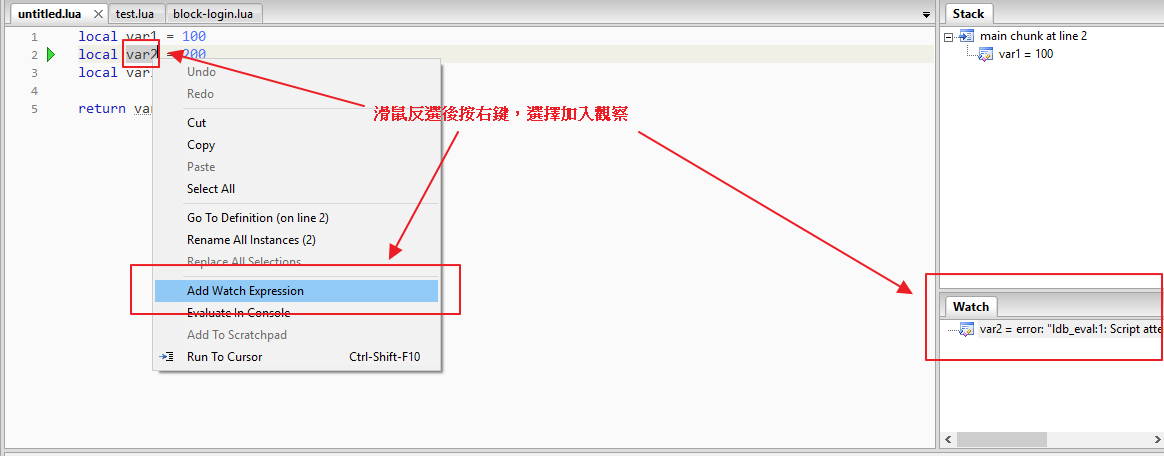 untitled.lua
test.lua
block-login.lua
1 local var1 = 100
2 local var2 = 200
3 local var
4
5 return var
Undo
Redo
Cut
Copy
Paste
Select All
Go To Definition (on line 2)
Rename All Instances (2)
Replace All Selections
Add Watch Expression
Evaluate In Console
Add To Scratchpad
Run To Cursor Ctrl-Shift-F10
滑鼠反選後按右鍵，選擇加入觀察
Stack
main chunk at line 2
var1 = 100
Watch
var2 = error: "ldb_eval:1: Script atte